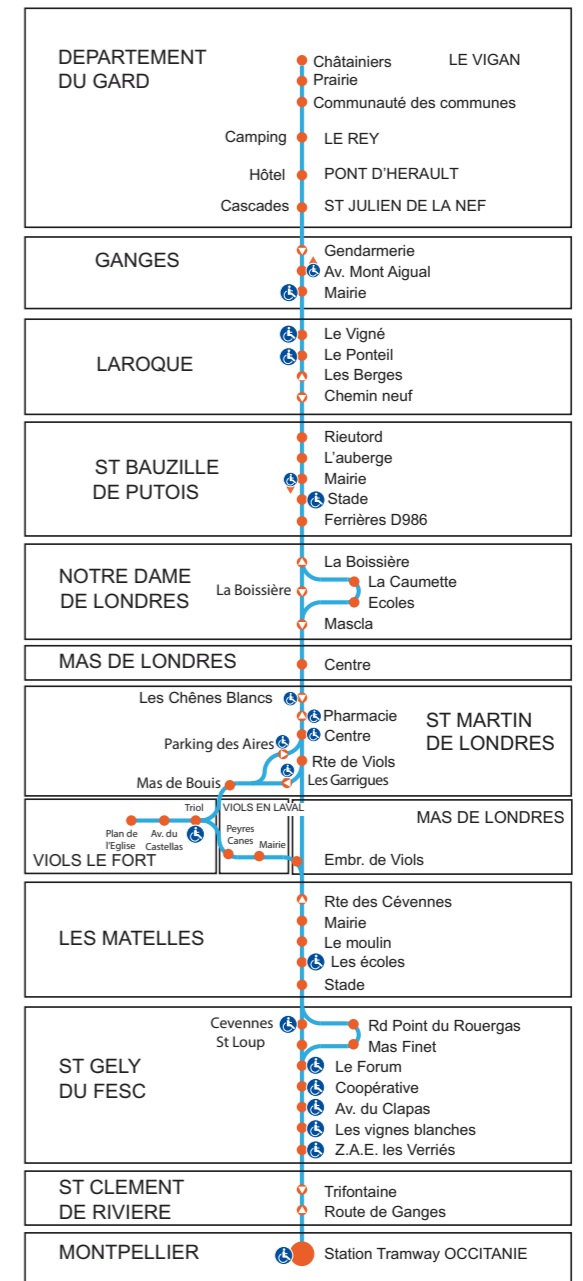 DEPARTEMENT
DU GARD
Châtainiers
LE VIGAN
Prairie
Communauté des communes
Camping
LE REY
Hôtel
PONT D'HERAULT
Cascades
ST JULIEN DE LA NEF
GANGES
Gendarmerie
Av. Mont Aigual
Mairie
LAROQUE
Le Vigné
Le Ponteil
Les Berges
Chemin neuf
ST BAUZILLE
DE PUTOIS
Rieutord
L'auberge
Mairie
Stade
Ferrières D986
NOTRE DAME
DE LONDRES
La Boissière
La Caumette
La Boissière
Ecoles
Mascla
MAS DE LONDRES
Centre
Les Chênes Blancs
Pharmacie
ST MARTIN
DE LONDRES
Centre
Parking des Aires
Rte de Viols
Les Garrigues
Mas de Bouis
Triol
VIOLS EN LAVAL
MAS DE LONDRES
Plan de
l'Eglise
Av. du
Castellas
Peyres
Canes
Mairie
VIOLS LE FORT
Embr. de Viols
LES MATELLES
Rte des Cévennes
Mairie
Le moulin
Les écoles
Stade
ST GELY
DU FESC
Cevennes
St Loup
Rd Point du Rouergas
Mas Finet
Le Forum
Coopérative
Av. du Clapas
Les vignes blanches
Z.A.E. les Verriés
ST CLEMENT
DE RIVIERE
Trifontaine
Route de Ganges
MONTPELLIER
Station Tramway OCCITANIE